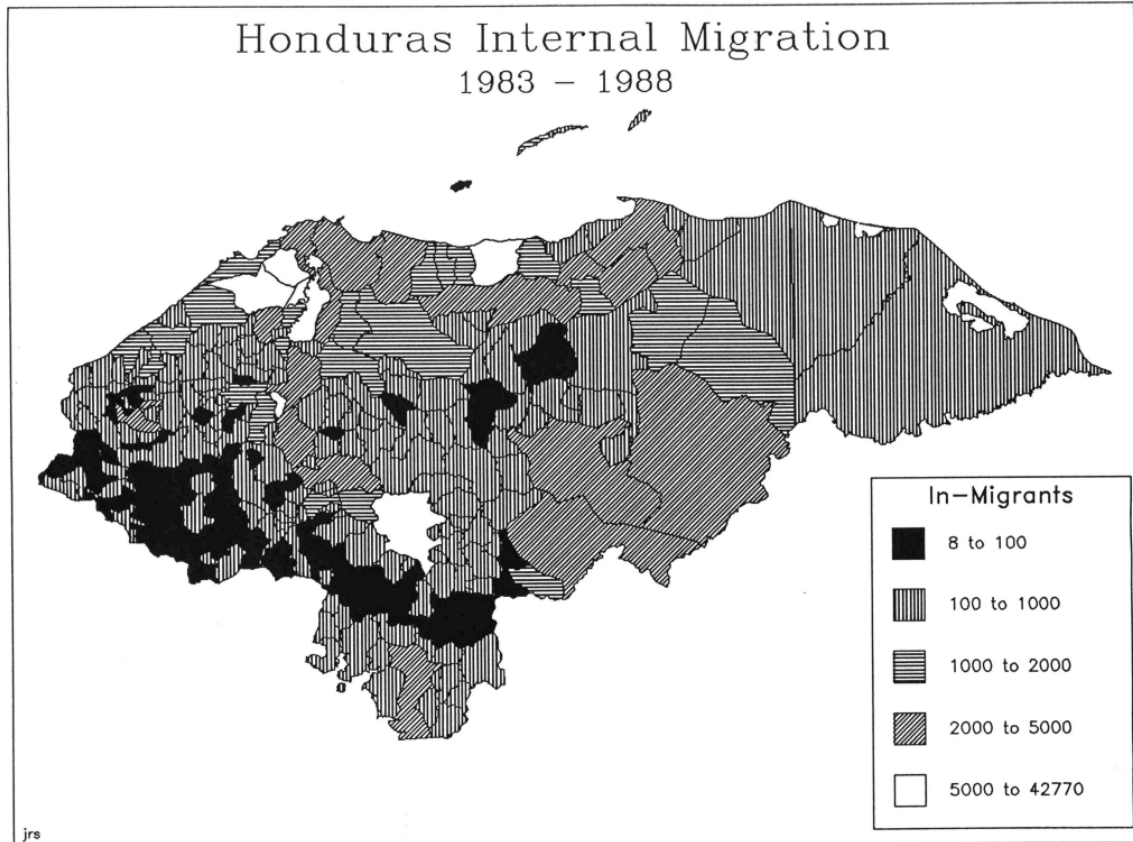 Honduras Internal Migration
1983 - 1988
In-Migrants
8 to 100
100 to 1000
1000 to 2000
2000 to 5000
5000 to 42770
jrs